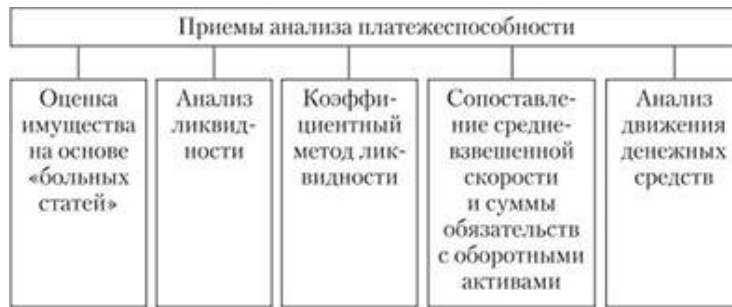 Приемы анализа платежеспособности
Оценка
имущества
на основе
«больных
статей»
Анализ
ликвид-
ности
Коэффи-
циентный
метод лик-
видности
Сопоставле-
ние средне-
взвешенной
скорости
и суммы
обязательств
с оборотными
активами
Анализ
движения
денежных
средств